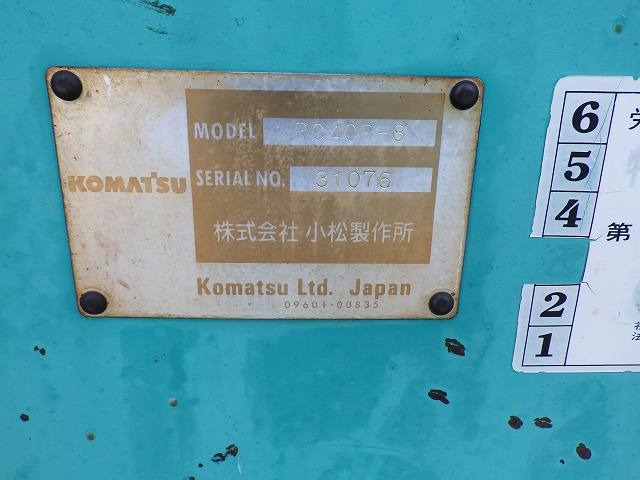 KOMATSU
MODEL PC40R-8
SERIAL NO. 31076
株式会社 小松製作所
Komatsu Ltd. Japan
09601-00835
6
5
4
第
2
1